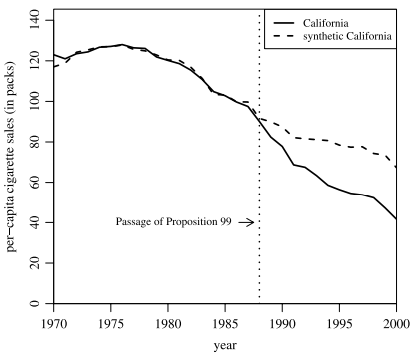 California
synthetic California
per−capita cigarette sales (in packs)
140
120
100
80
60
40
20
0
Passage of Proposition 99
1970 1975 1980 1985 1990 1995 2000
year